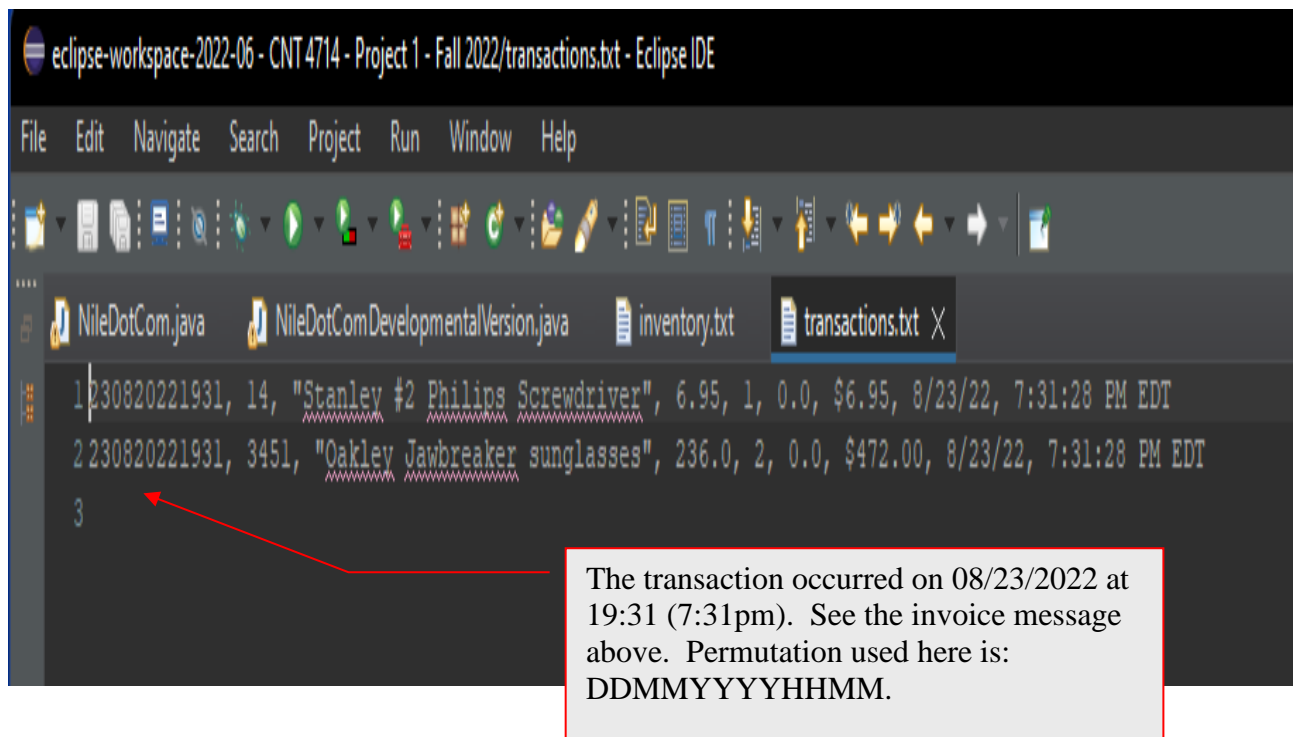 eclipse-workspace-2022-06 - CNT 4714 - Project 1 - Fall 2022/transactions.txt - Eclipse IDE
File Edit Navigate Search Project Run Window Help
NileDotCom.java NileDotComDevelopmentalVersion.java inventory.txt transactions.txt
1 230820221931, 14, "Stanley #2 Philips Screwdriver", 6.95, 1, 0.0, $6.95, 8/23/22, 7:31:28 PM EDT
2 230820221931, 3451, "Oakley Jawbreaker sunglasses", 236.0, 2, 0.0, $472.00, 8/23/22, 7:31:28 PM EDT
3
The transaction occurred on 08/23/2022 at
19:31 (7:31pm). See the invoice message
above. Permutation used here is:
DDMMYYYYHHMM.